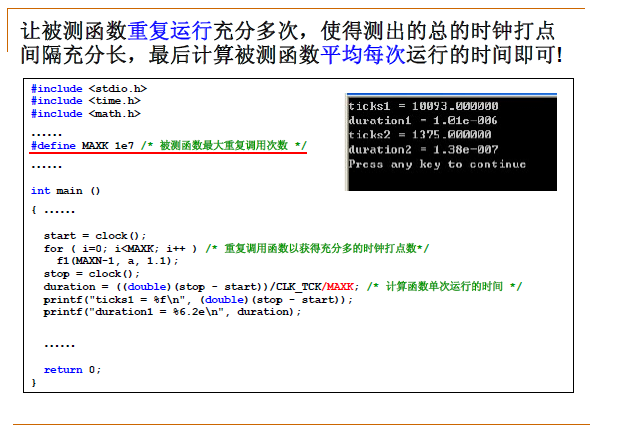 让被测函数重复运行充分多次，使得测出的总的时钟打点
间隔充分长，最后计算被测函数平均每次运行的时间即可!
#include <stdio.h>
#include <time.h>
#include <math.h>
......
#define MAXK 1e7 /* 被测函数最大重复调用次数 */
......
int main ()
{ ......
start = clock();
for ( i=0; i<MAXK; i++ ) /* 重复调用函数以获得充分多的时钟打点数*/
f1(MAXN-1, a, 1.1);
stop = clock();
duration = ((double)(stop - start))/CLK_TCK/MAXK; /* 计算函数单次运行的时间 */
printf("ticks1 = %f\n", (double)(stop - start));
printf("duration1 = %6.2e\n", duration);
......
return 0;
}
ticks1 = 10093.000000
duration1 = 1.01e-006
ticks2 = 1375.000000
duration2 = 1.38e-007
Press any key to continue